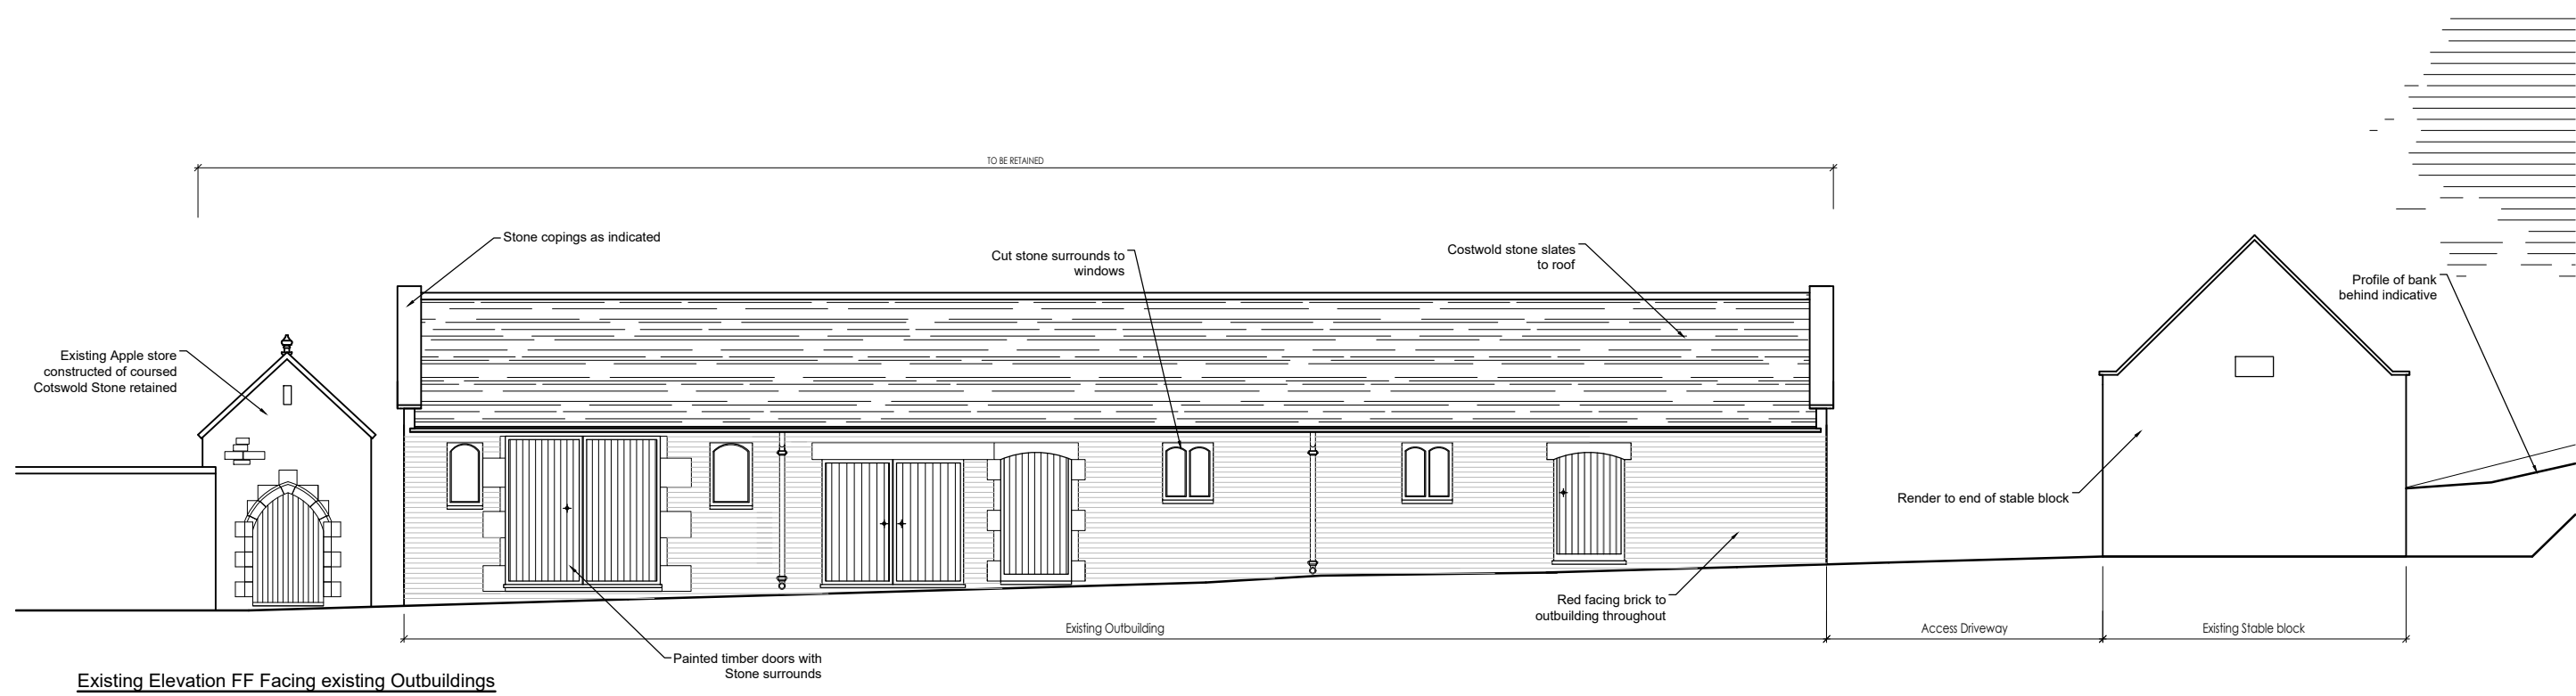 TO BE RETAINED
Stone copings as indicated
Cut stone surrounds to
windows
Costwold stone slates
to roof
Profile of bank
behind indicative
Existing Apple store
constructed of coursed
Cotswold Stone retained
Render to end of stable block
Red facing brick to
outbuilding throughout
Existing Outbuilding
Access Driveway
Existing Stable block
Painted timber doors with
Stone surrounds
Existing Elevation FF Facing existing Outbuildings